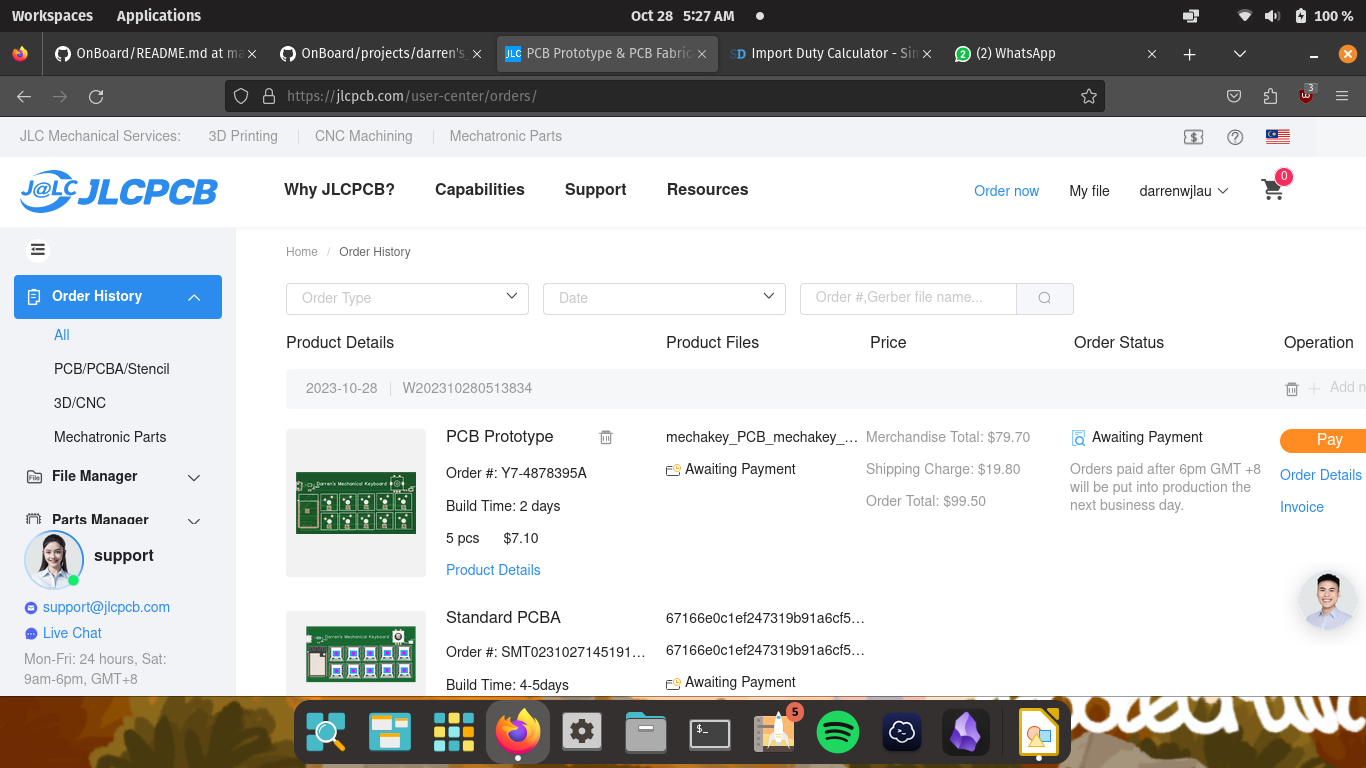 Workspaces Applications Oct 28 5:27 AM 100 %
OnBoard/README.md at ma OnBoard/projects/darren's_ JLC PCB Prototype & PCB Fabric SD Import Duty Calculator - Sim 2 (2) WhatsApp
https://jlcpcb.com/user-center/orders/ 3
JLC Mechanical Services: 3D Printing CNC Machining Mechatronic Parts
J@LC JLCPCB Why JLCPCB? Capabilities Support Resources Order now My file darrenwjlau 0
Home / Order History
Order History
Order Type Date Order #,Gerber file name...
All
PCB/PCBA/Stencil
3D/CNC
Mechatronic Parts
File File Manager
Parts Manager
support
support@jlcpcb.com
Live Chat
Mon-Fri: 24 hours, Sat:
9am-6pm, GMT+8
Product Details Product Files Price Order Status Operation
2023-10-28 W202310280513834 Add n
Darren's Mechanical Keyboard
PCB Prototype
Order #: Y7-4878395A
Build Time: 2 days
5 pcs $7.10
Product Details
mechakey_PCB_mechakey_...
Awaiting Payment
Merchandise Total: $79.70
Shipping Charge: $19.80
Order Total: $99.50
Awaiting Payment
Orders paid after 6pm GMT +8
will be put into production the
next business day.
Pay
Order Details
Invoice
Darren's Mechanical Keyboard
Standard PCBA
Order #: SMT0231027145191...
Build Time: 4-5days
67166e0c1ef247319b91a6cf5...
67166e0c1ef247319b91a6cf5...
Awaiting Payment
5